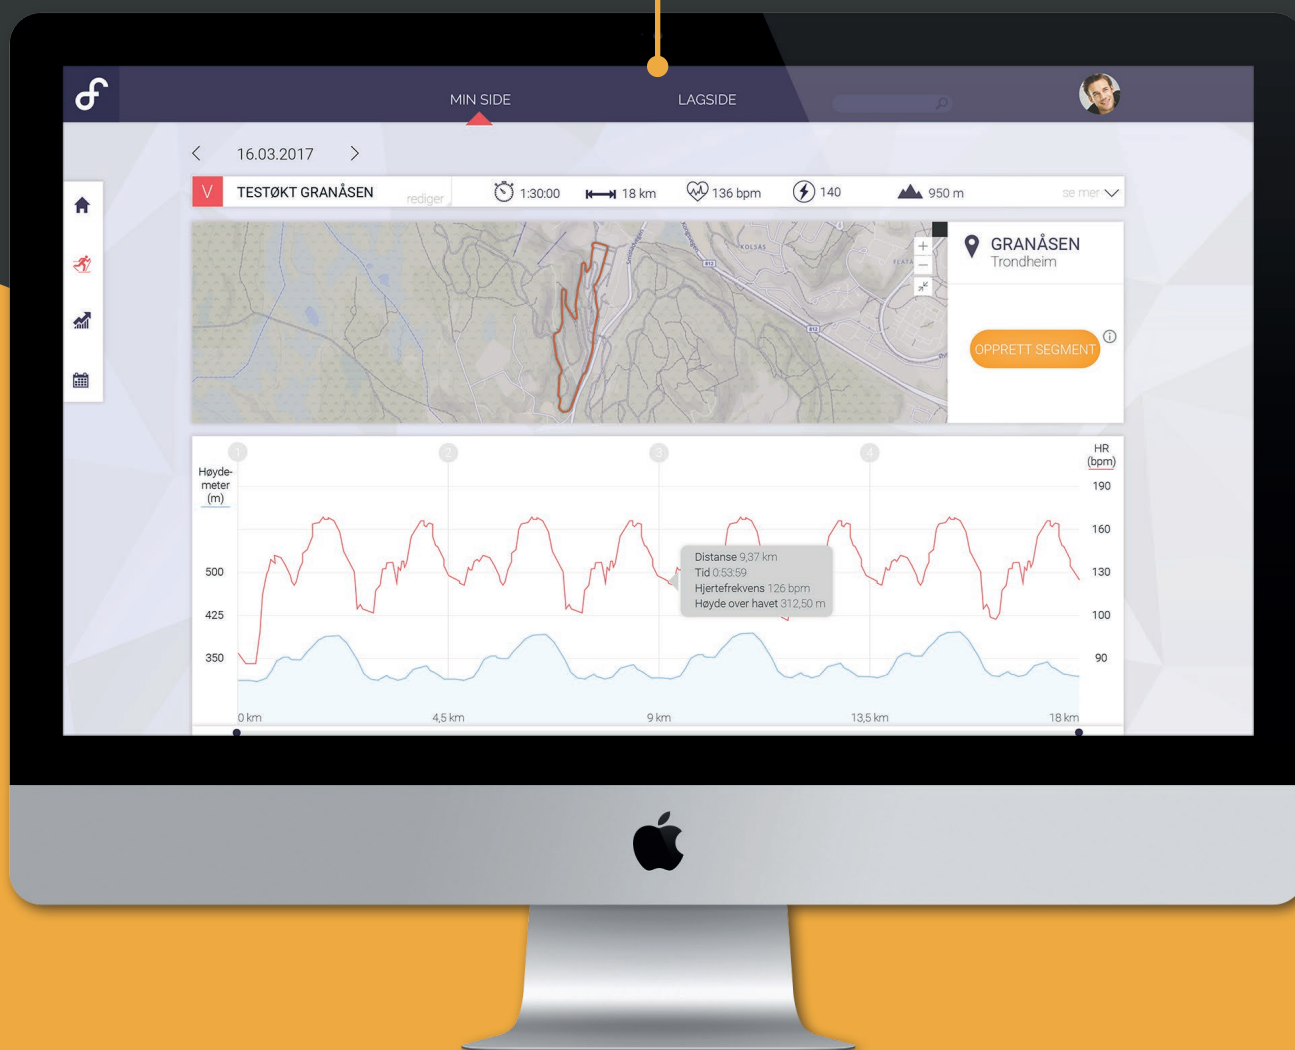 MIN SIDE
LAGSIDE
16.03.2017
V
TESTØKT GRANÅSEN
rediger
1:30:00
18 km
136 bpm
140
950 m
se mer
KOLSÅS
812
812
GRANÅSEN
Trondheim
OPPRETT SEGMENT
1
2
3
4
Høyde-
meter
(m)
HR
(bpm)
190
160
500
130
425
100
350
90
Distanse 9,37 km
Tid 0:53:59
Hjertefrekvens 126 bpm
Høyde over havet 312,50 m
0 km
4,5 km
9 km
13,5 km
18 km